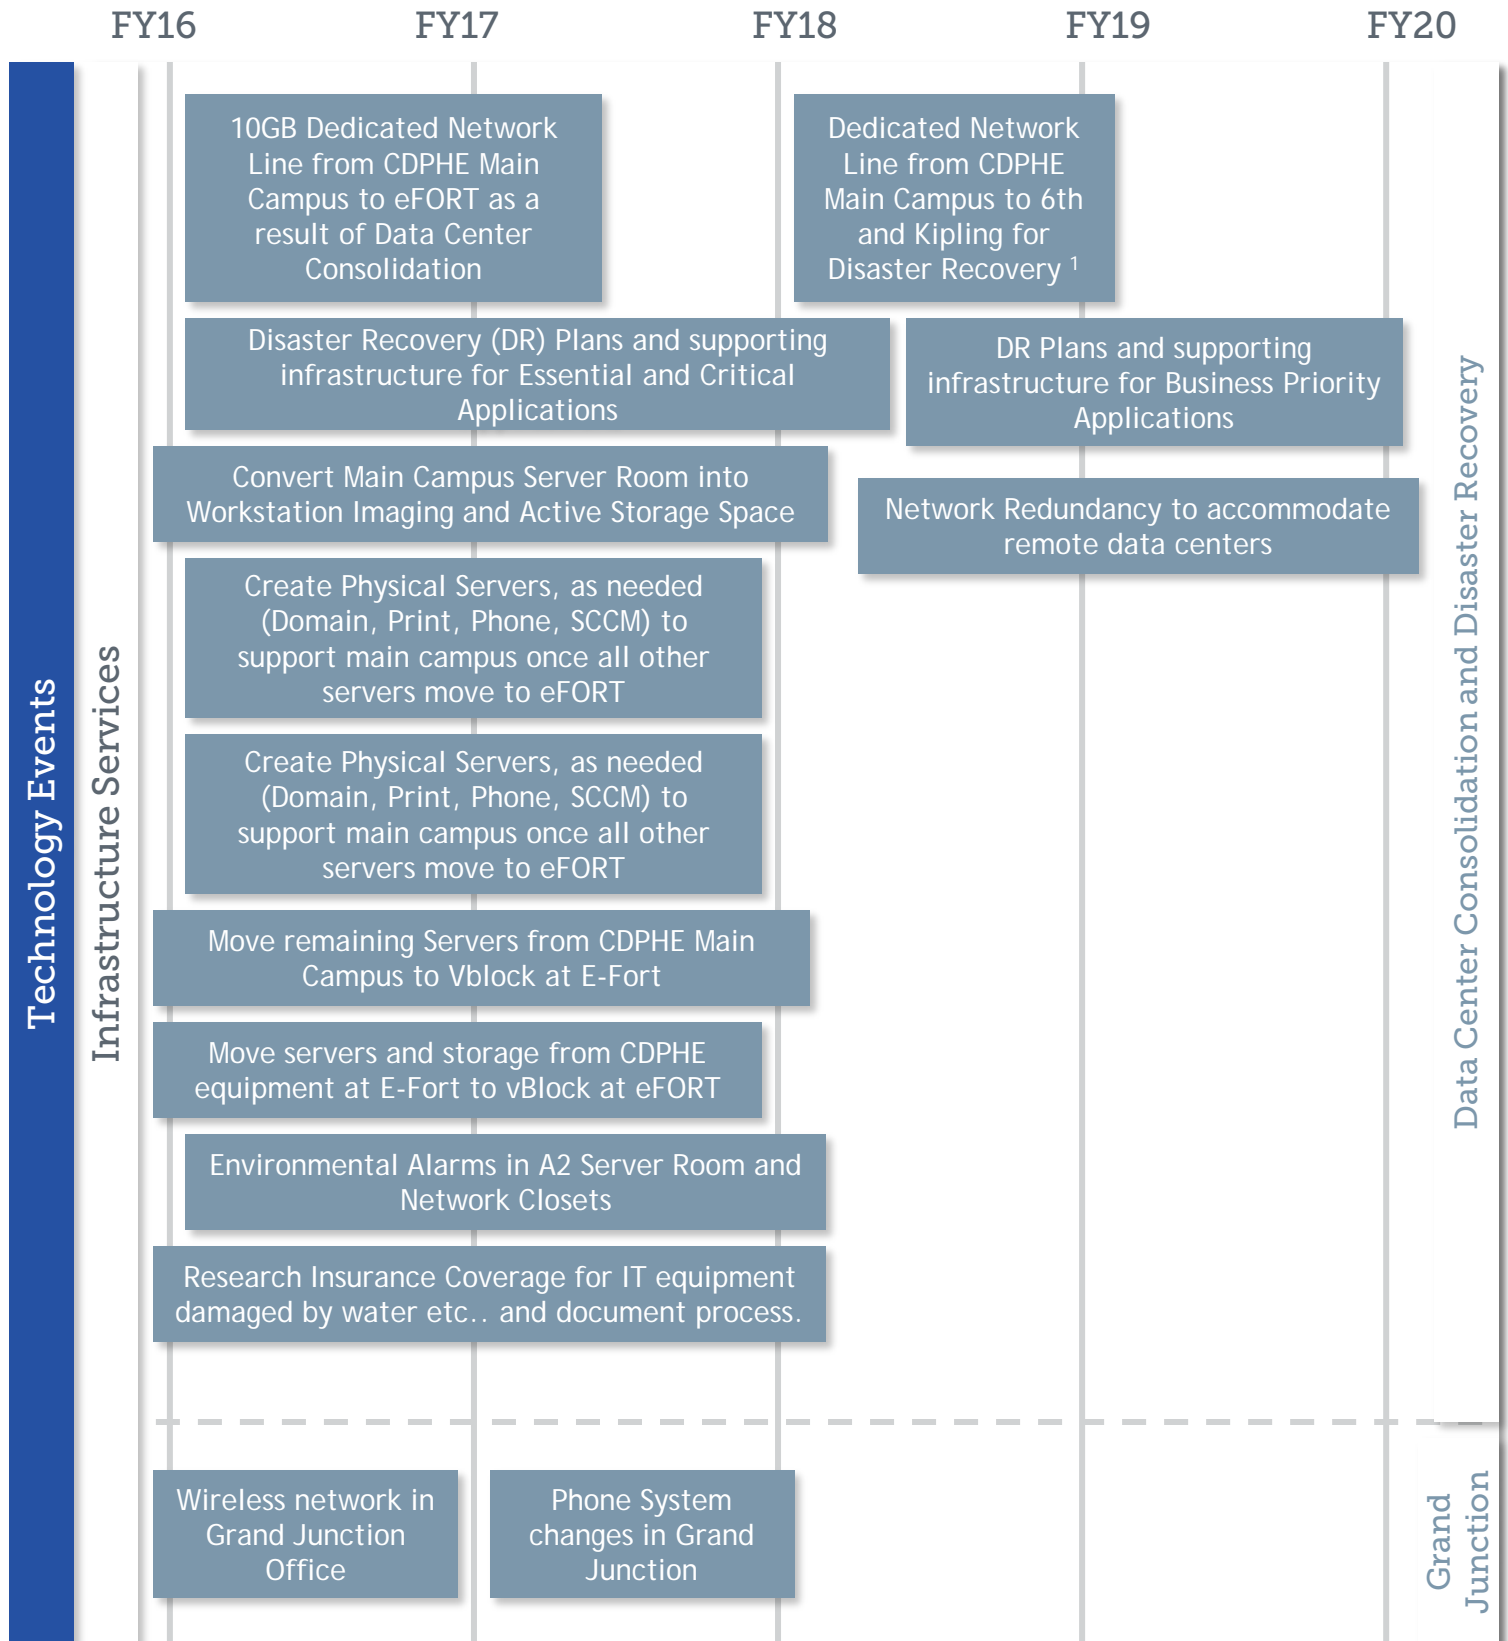 FY16 FY17 FY18 FY19 FY20
Technology Events
Infrastructure Services
10GB Dedicated Network
Line from CDPHE Main
Campus to eFORT as a
result of Data Center
Consolidation
Dedicated Network
Line from CDPHE
Main Campus to 6th
and Kipling for
Disaster Recovery ¹
Disaster Recovery (DR) Plans and supporting
infrastructure for Essential and Critical
Applications
DR Plans and supporting
infrastructure for Business Priority
Applications
Convert Main Campus Server Room into
Workstation Imaging and Active Storage Space
Network Redundancy to accommodate
remote data centers
Create Physical Servers, as needed
(Domain, Print, Phone, SCCM) to
support main campus once all other
servers move to eFORT
Create Physical Servers, as needed
(Domain, Print, Phone, SCCM) to
support main campus once all other
servers move to eFORT
Move remaining Servers from CDPHE Main
Campus to Vblock at E-Fort
Move servers and storage from CDPHE
equipment at E-Fort to vBlock at eFORT
Environmental Alarms in A2 Server Room and
Network Closets
Research Insurance Coverage for IT equipment
damaged by water etc.. and document process.
Data Center Consolidation and Disaster Recovery
Wireless network in
Grand Junction
Office
Phone System
changes in Grand
Junction
Grand
Junction